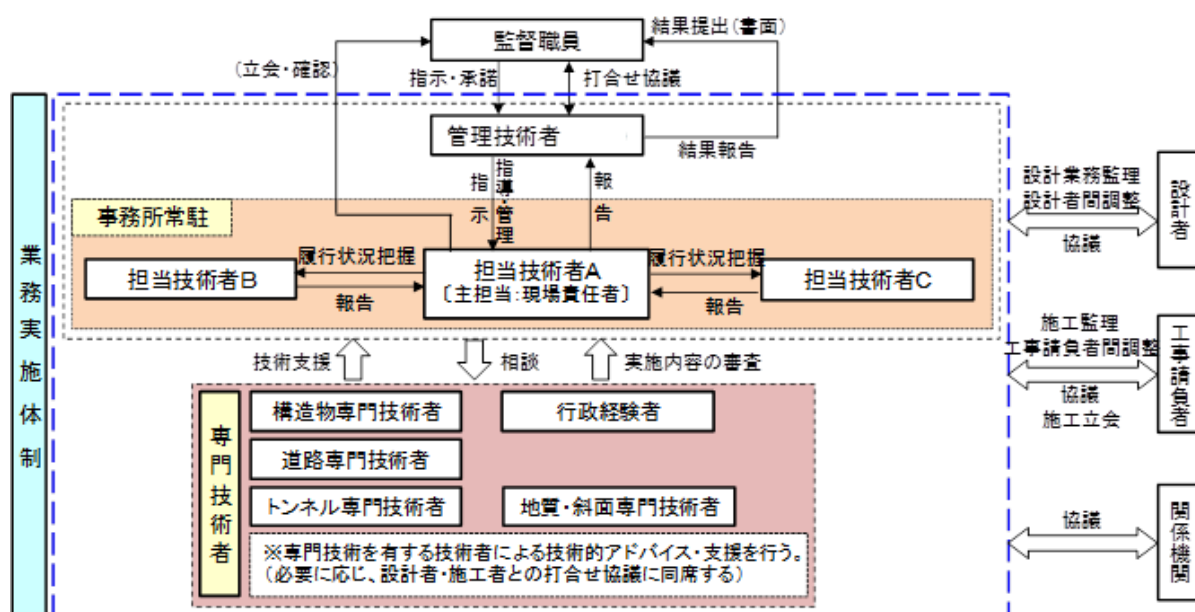 監督職員
結果提出(書面)
(立会・確認)
指示・承諾
打合せ協議
管理技術者
結果報告
指示
指導・管理
報告
事務所常駐
担当技術者B
履行状況把握
報告
担当技術者A
〔主担当:現場責任者〕
履行状況把握
報告
担当技術者C
業務実施体制
技術支援
相談
実施内容の審査
専門技術者
構造物専門技術者
行政経験者
道路専門技術者
トンネル専門技術者
地質・斜面専門技術者
※専門技術を有する技術者による技術的アドバイス・支援を行う。
(必要に応じ、設計者・施工者との打合せ協議に同席する)
設計業務監理
設計者間調整
協議
設計者
施工監理
工事請負者間調整
協議
施工立会
工事請負者
協議
関係機関